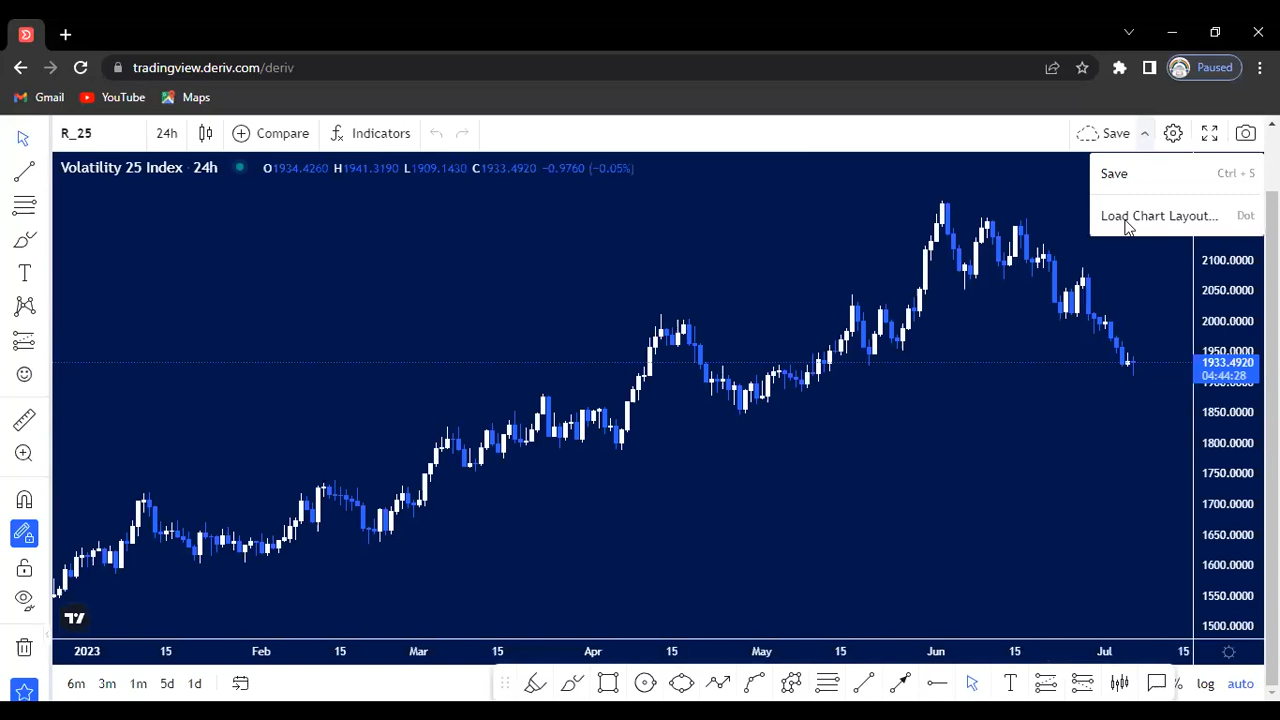 tradingview.deriv.com/deriv
Paused
Gmail
YouTube
Maps
R_25
24h
Compare
Indicators
Save
Volatility 25 Index · 24h
O1934.4260 H1941.3190 L1909.1430 C1933.4920 −0.9760 (−0.05%)
Save
Ctrl + S
Load Chart Layout...
Dot
2100.0000
2050.0000
2000.0000
1950.0000
1933.4920
04:44:28
1900.0000
1850.0000
1800.0000
1750.0000
1700.0000
1650.0000
1600.0000
1550.0000
1500.0000
2023 15 Feb 15 Mar 15 Apr 15 May 15 Jun 15 Jul 15
6m 3m 1m 5d 1d
% log auto